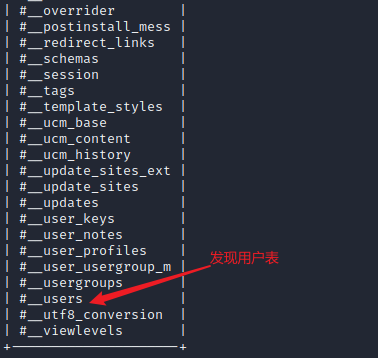 | #__overrider |
| #__postinstall_mess |
| #__redirect_links |
| #__schemas |
| #__session |
| #__tags |
| #__template_styles |
| #__ucm_base |
| #__ucm_content |
| #__ucm_history |
| #__update_sites_ext |
| #__update_sites |
| #__updates |
| #__user_keys |
| #__user_notes |
| #__user_profiles |
| #__user_usergroup_m |
| #__usergroups |
| #__users |
| #__utf8_conversion |
| #__viewlevels |
+---------------------+
发现用户表